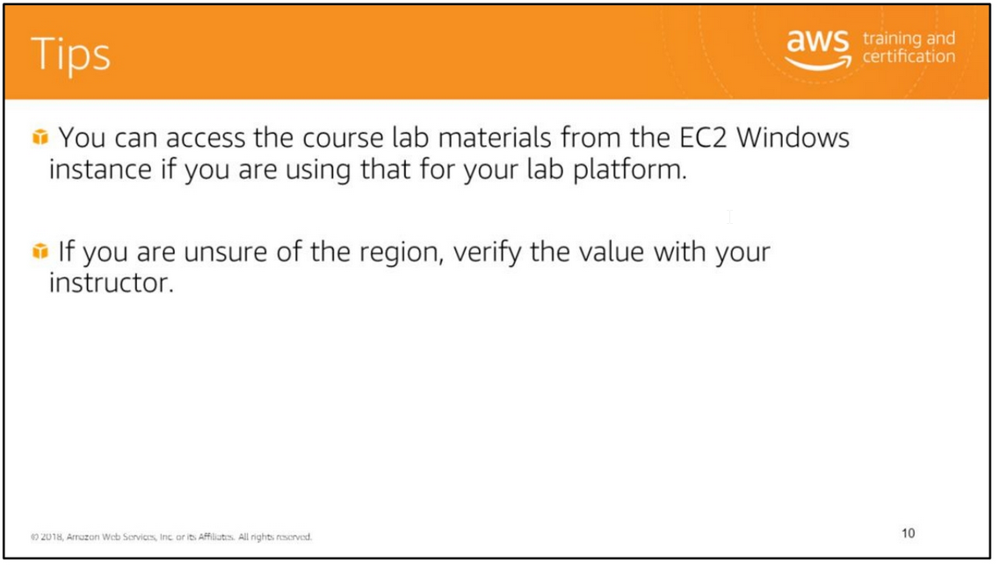 Tips
aws training and
certification
You can access the course lab materials from the EC2 Windows
instance if you are using that for your lab platform.
If you are unsure of the region, verify the value with your
instructor.
© 2018, Amazon Web Services, Inc. or its Affiliates. All rights reserved.
10